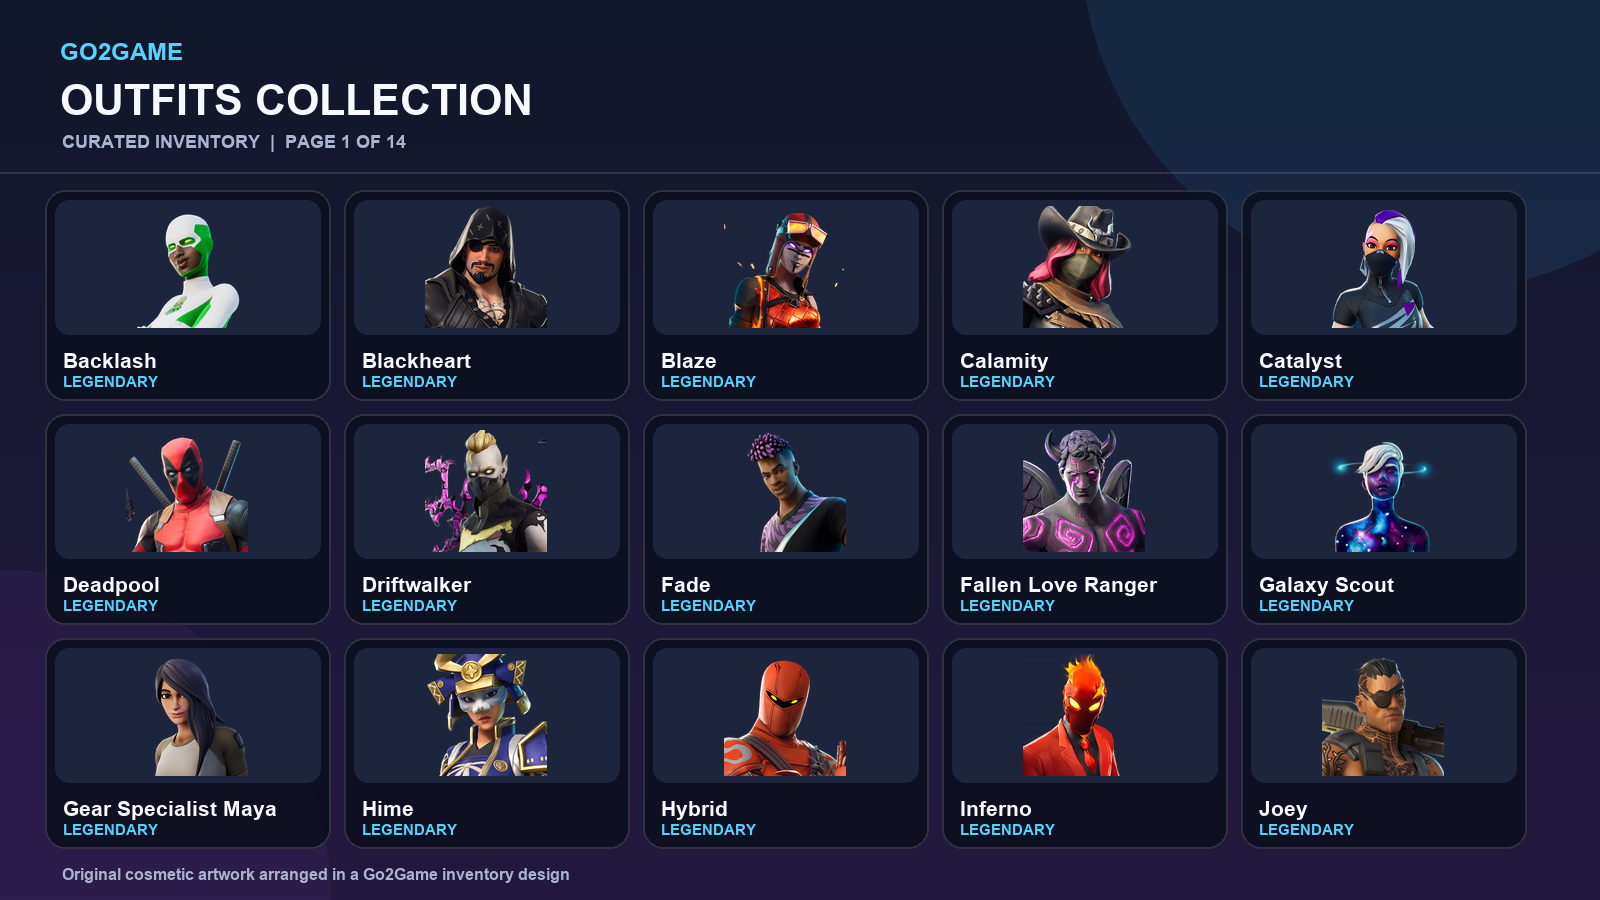 GO2GAME
OUTFITS COLLECTION
CURATED INVENTORY | PAGE 1 OF 14
Backlash
LEGENDARY
Blackheart
LEGENDARY
Blaze
LEGENDARY
Calamity
LEGENDARY
Catalyst
LEGENDARY
Deadpool
LEGENDARY
Driftwalker
LEGENDARY
Fade
LEGENDARY
Fallen Love Ranger
LEGENDARY
Galaxy Scout
LEGENDARY
Gear Specialist Maya
LEGENDARY
Hime
LEGENDARY
Hybrid
LEGENDARY
Inferno
LEGENDARY
Joey
LEGENDARY
Original cosmetic artwork arranged in a Go2Game inventory design